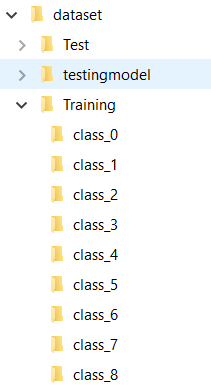 dataset
Test
testingmodel
Training
class_0
class_1
class_2
class_3
class_4
class_5
class_6
class_7
class_8